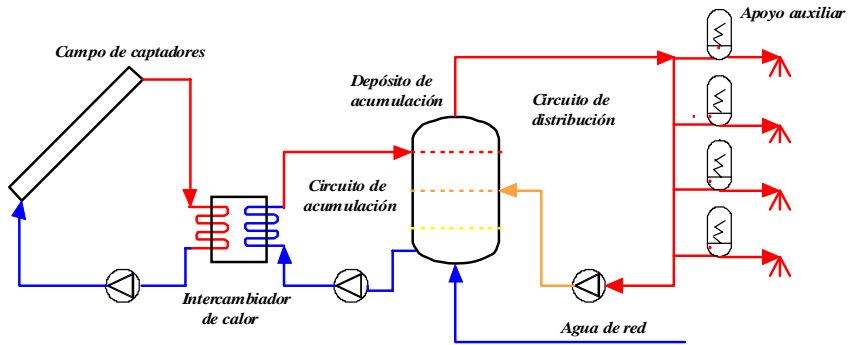 Apoyo auxiliar
Campo de captadores
Depósito de
acumulación
Circuito de
distribución
Circuito de
acumulación
Intercambiador
de calor
Agua de red